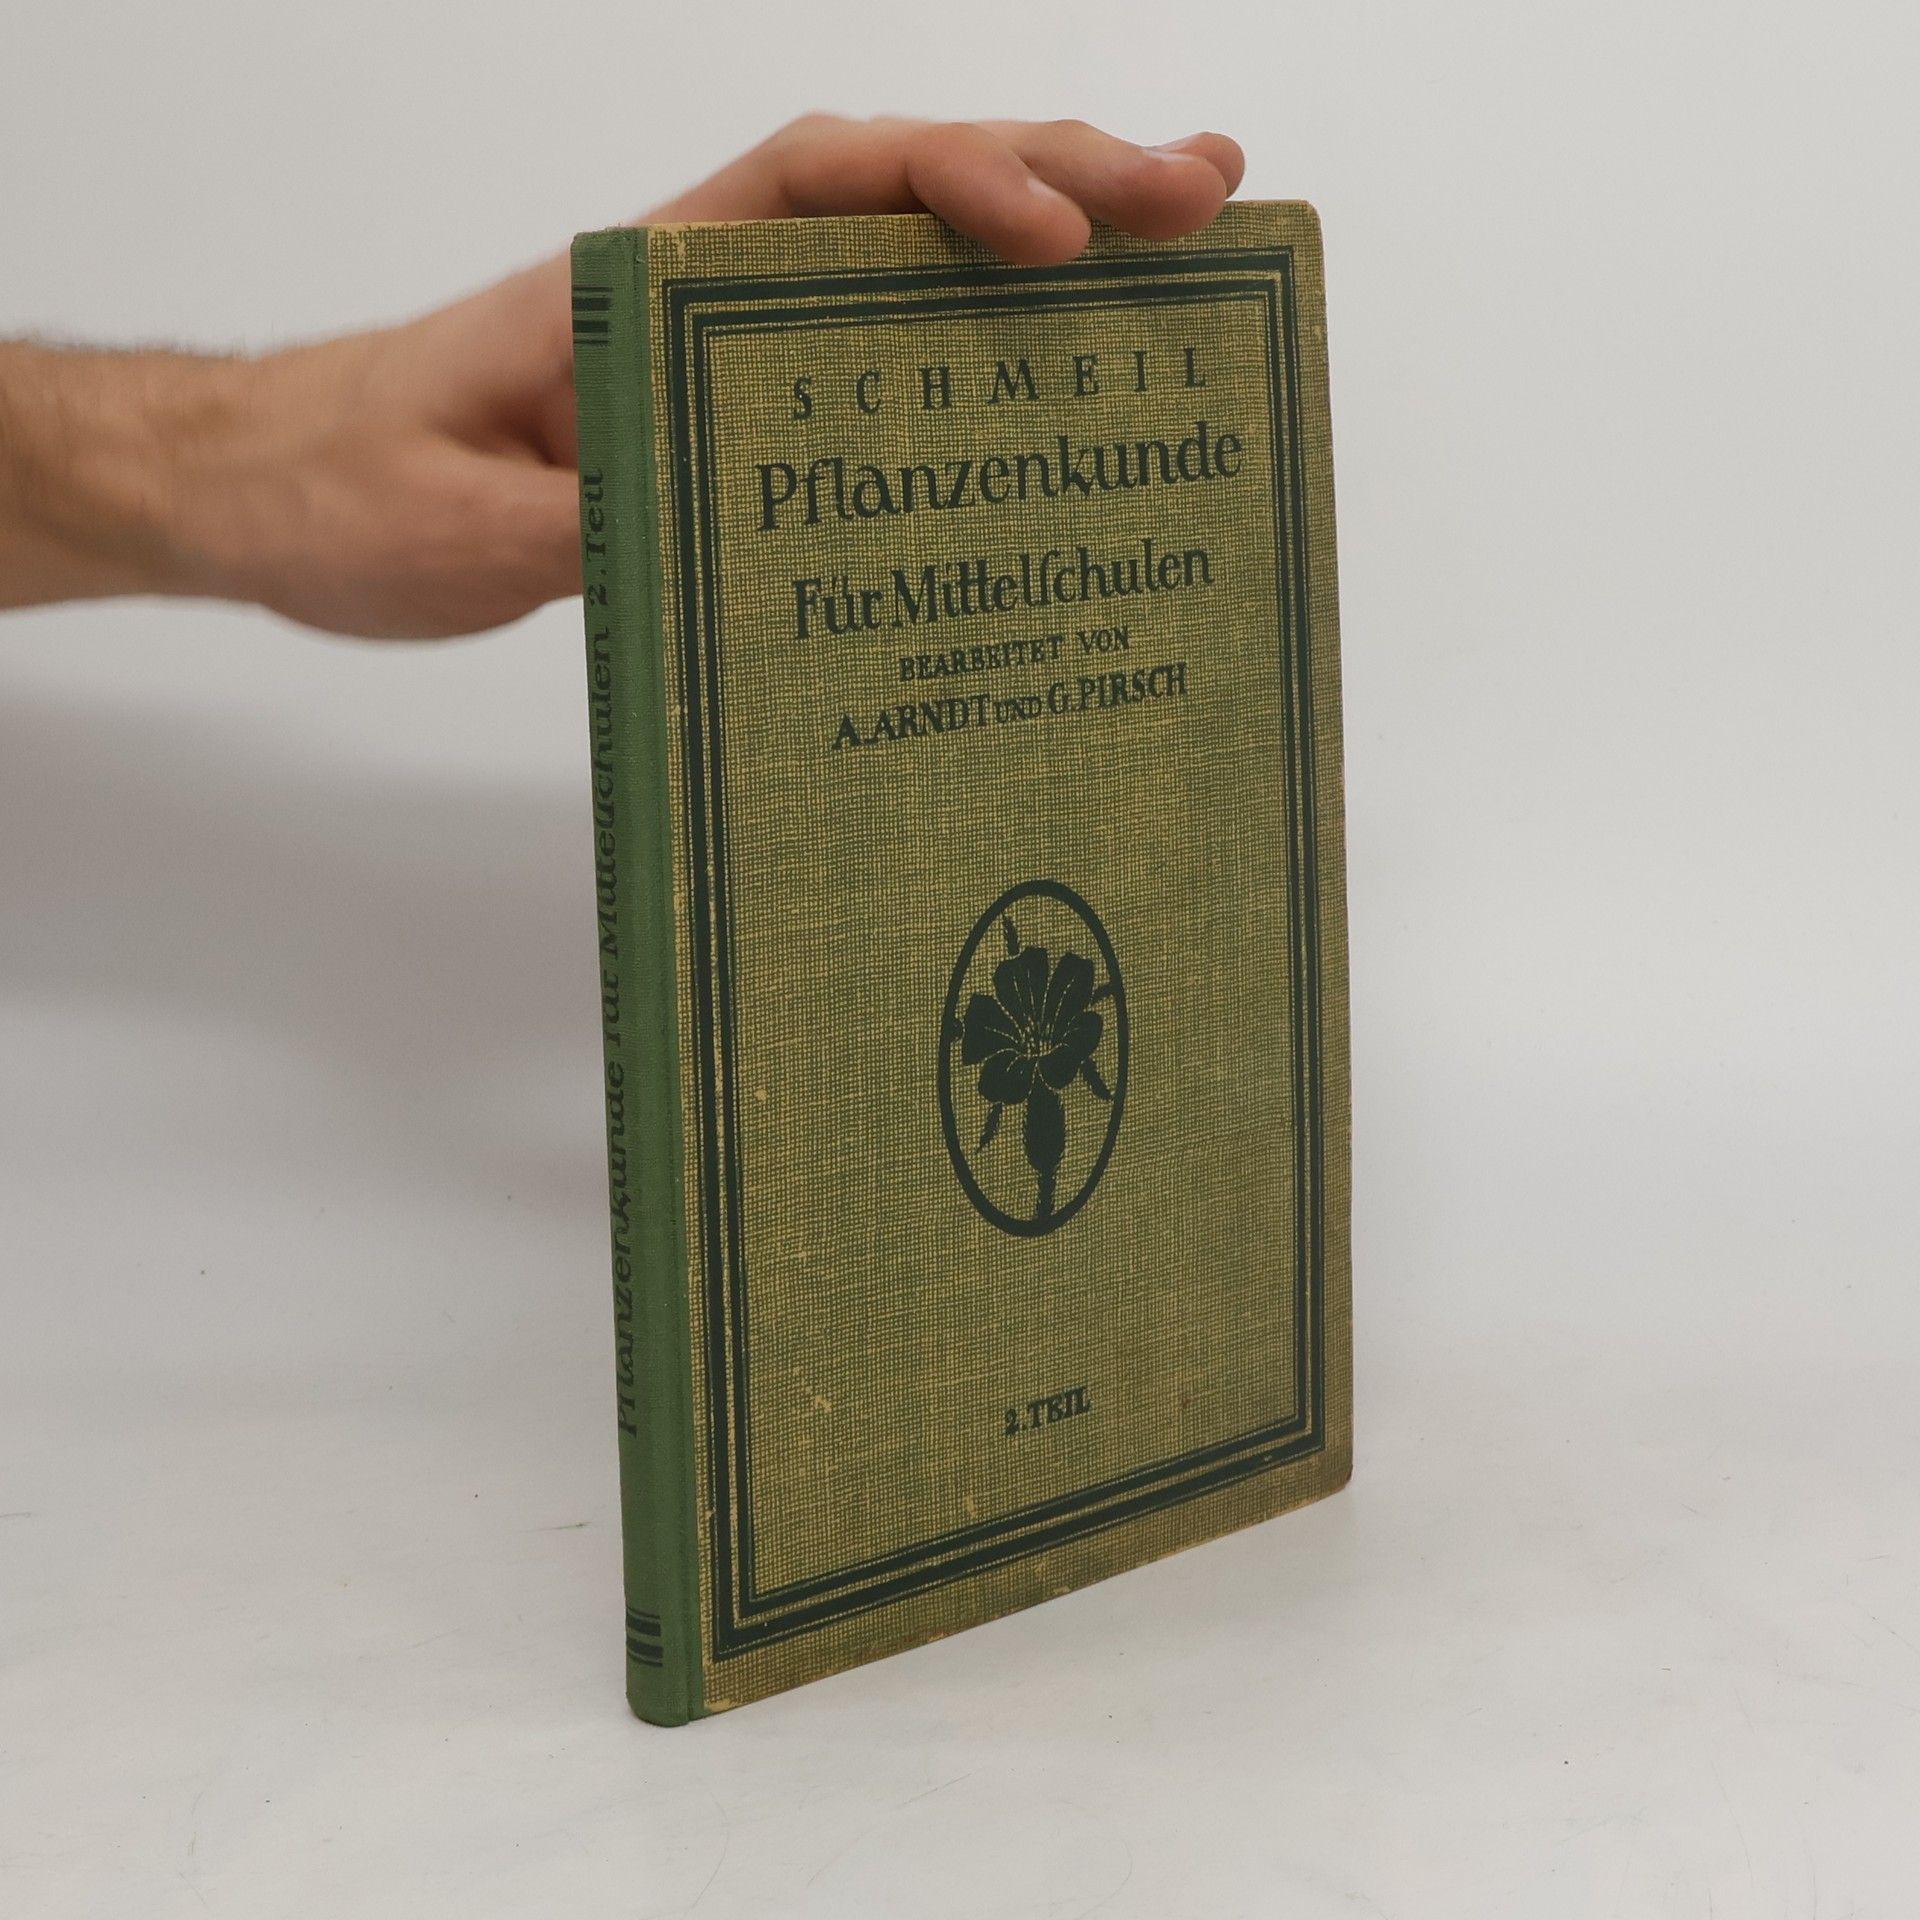 SCHMEIL
Pflanzenkunde
Für Mittelſchulen
BEARBEITET VON
A. ARNDT UND G. PIRSCH
2. TEIL
Pflanzenkunde Für Mittelſchulen 2. Teil